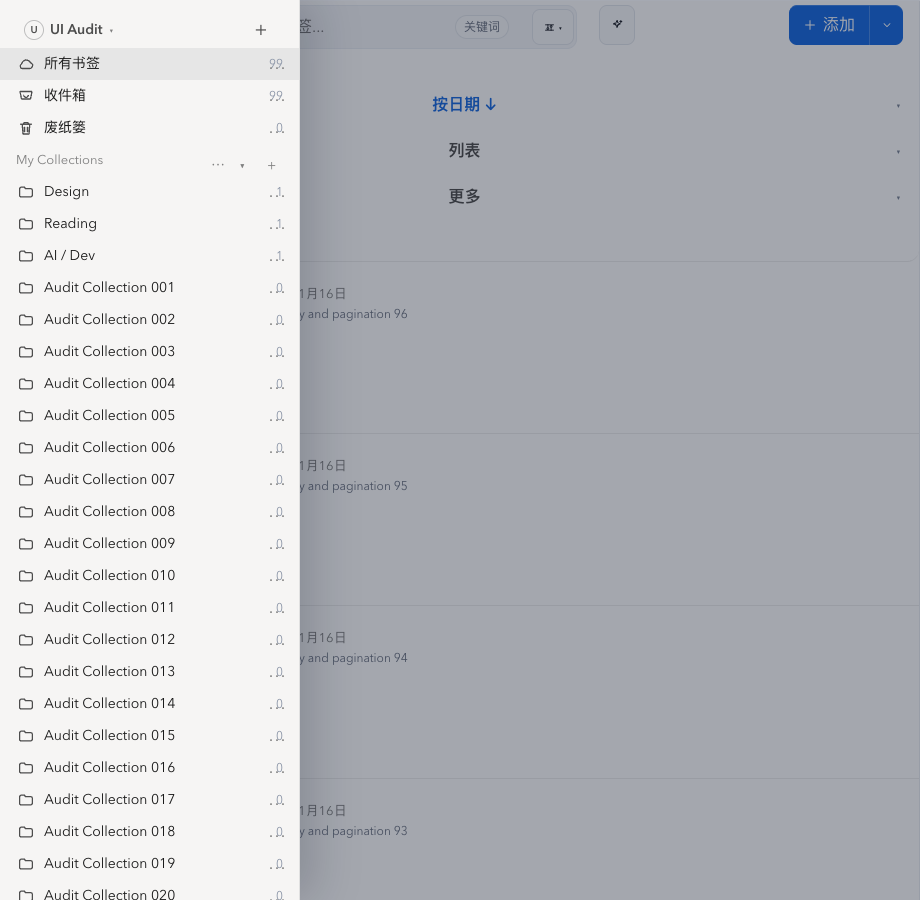 U UI Audit
所有书签 99.
收件箱 99.
废纸篓
My Collections
Design
Reading
AI / Dev
Audit Collection 001
Audit Collection 002
Audit Collection 003
Audit Collection 004
Audit Collection 005
Audit Collection 006
Audit Collection 007
Audit Collection 008
Audit Collection 009
Audit Collection 010
Audit Collection 011
Audit Collection 012
Audit Collection 013
Audit Collection 014
Audit Collection 015
Audit Collection 016
Audit Collection 017
Audit Collection 018
Audit Collection 019
Audit Collection 020
签... 关键词
+ 添加
按日期 ↓
列表
更多
1月16日
y and pagination 96
1月16日
y and pagination 95
1月16日
y and pagination 94
1月16日
y and pagination 93